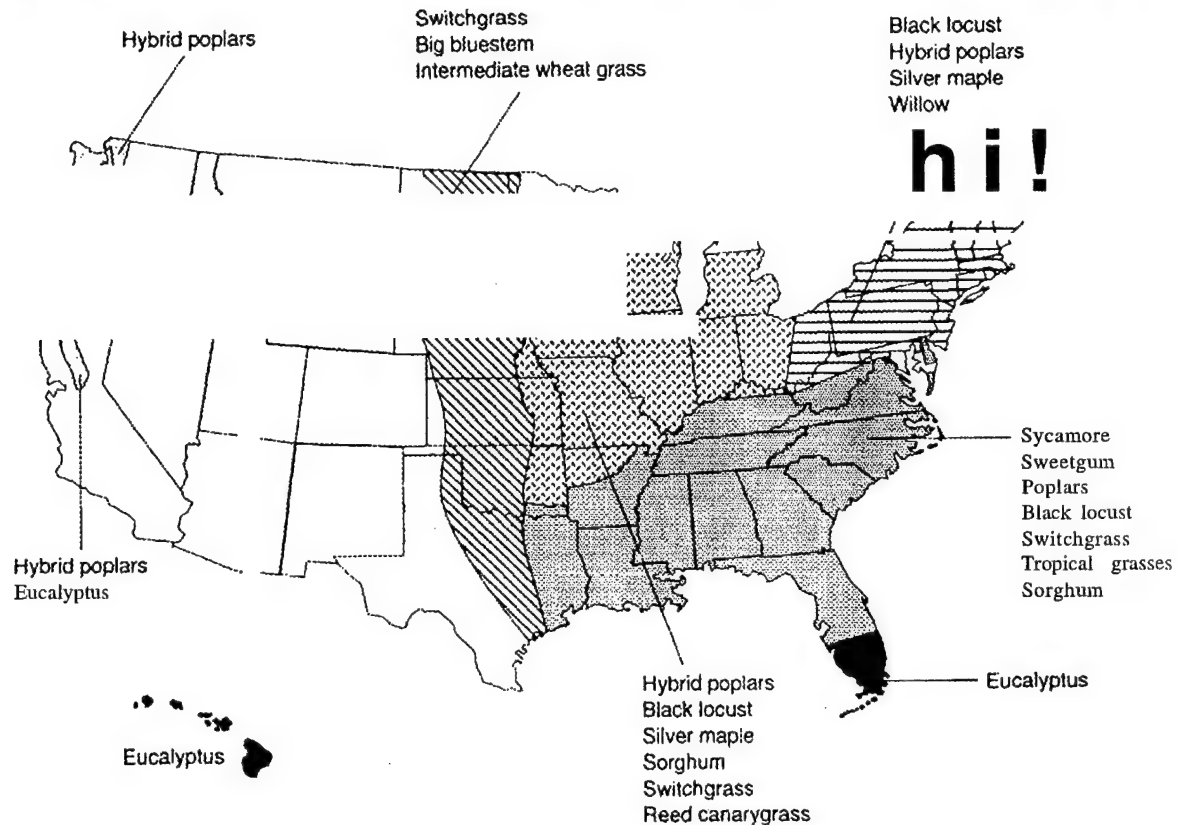 Hybrid poplars
Switchgrass
Big bluestem
Intermediate wheat grass
Black locust
Hybrid poplars
Silver maple
Willow
hi!
Sycamore
Sweetgum
Poplars
Black locust
Switchgrass
Tropical grasses
Sorghum
Hybrid poplars
Eucalyptus
Hybrid poplars
Black locust
Silver maple
Sorghum
Switchgrass
Reed canarygrass
Eucalyptus
Eucalyptus